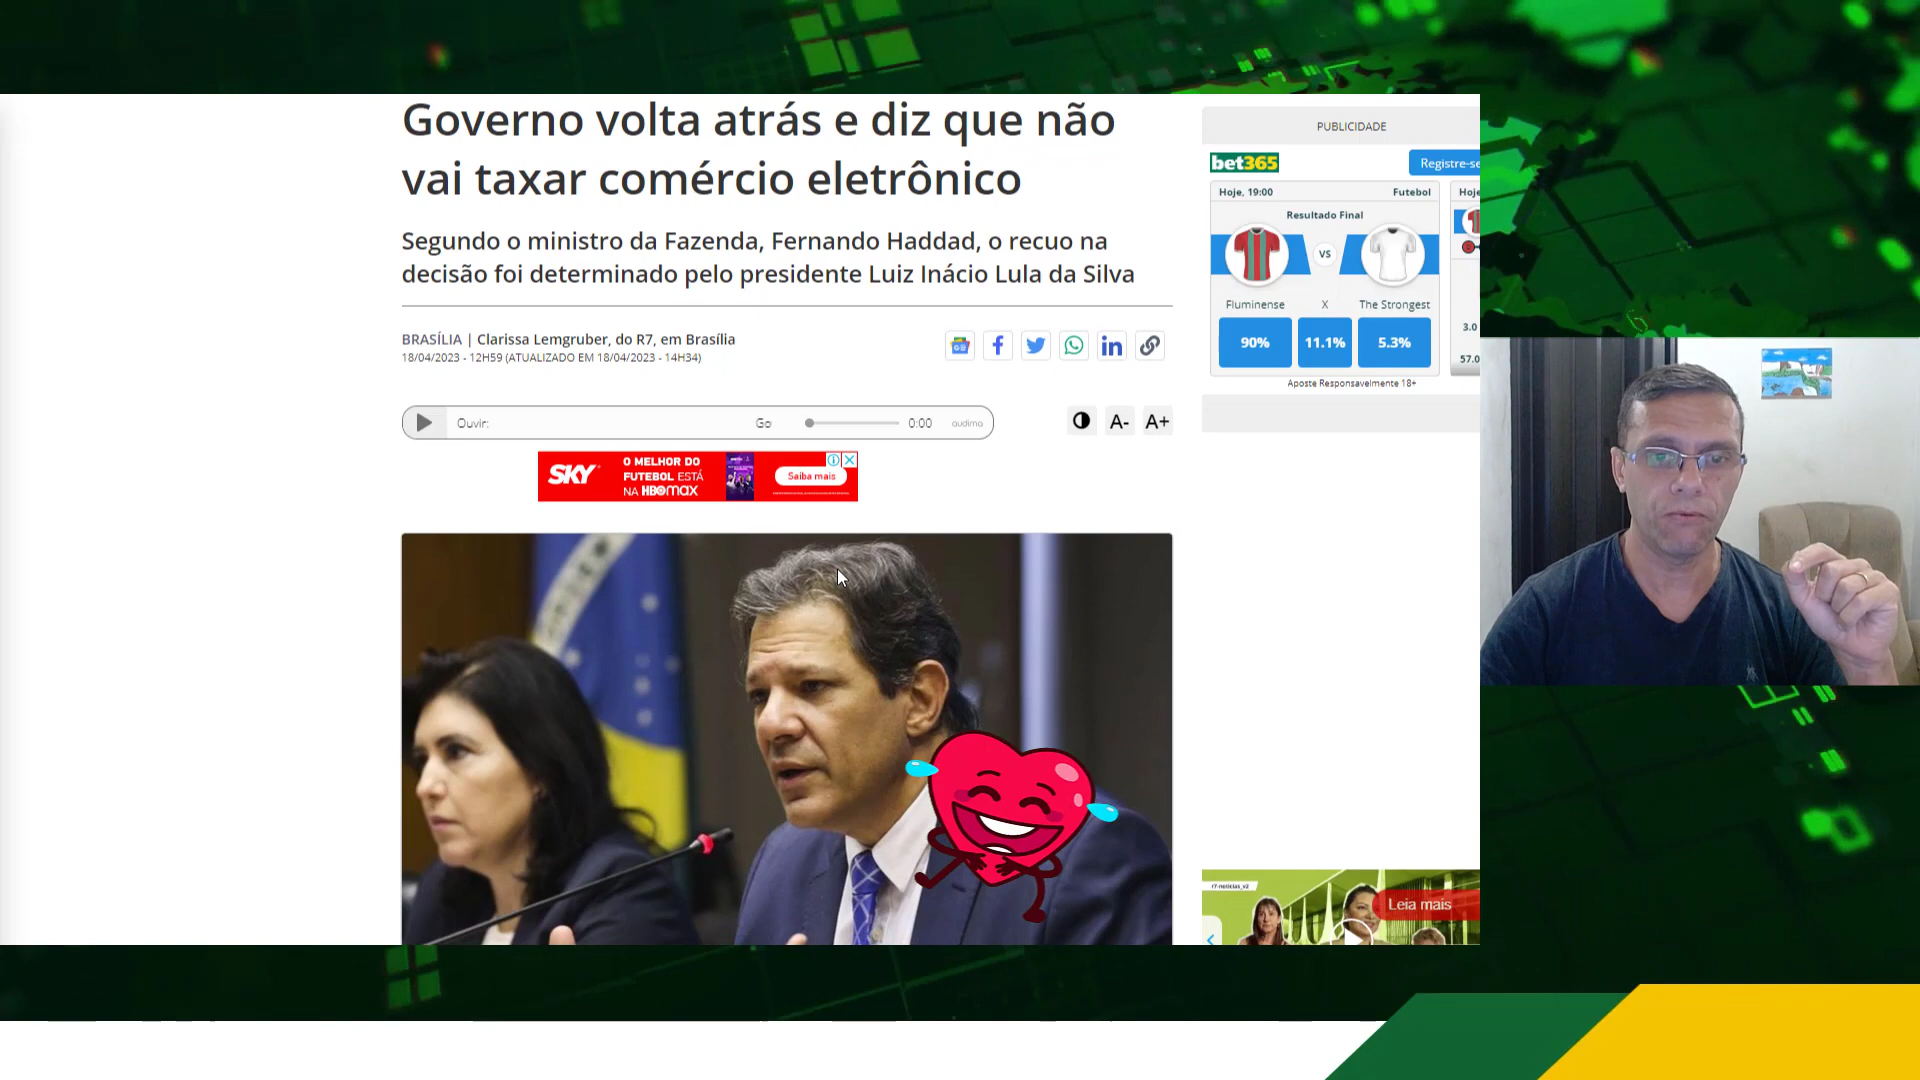 Governo volta atrás e diz que não
vai taxar comércio eletrônico
Segundo o ministro da Fazenda, Fernando Haddad, o recuo na
decisão foi determinado pelo presidente Luiz Inácio Lula da Silva
BRASÍLIA | Clarissa Lemgruber, do R7, em Brasília
18/04/2023 - 12H59 (ATUALIZADO EM 18/04/2023 - 14H34)
Ouvir:
Go
0:00
audima
A-
A+
SKY
O MELHOR DO
FUTEBOL ESTÁ
NA HBOMAX
Saiba mais
PUBLICIDADE
bet365
Registre-se
Hoje, 19:00
Futebol
Hoje
Resultado Final
VS
Fluminense
X
The Strongest
90%
11.1%
5.3%
3.0
57.0
Aposte Responsavelmente 18+
r7-noticias_v2
Leia mais